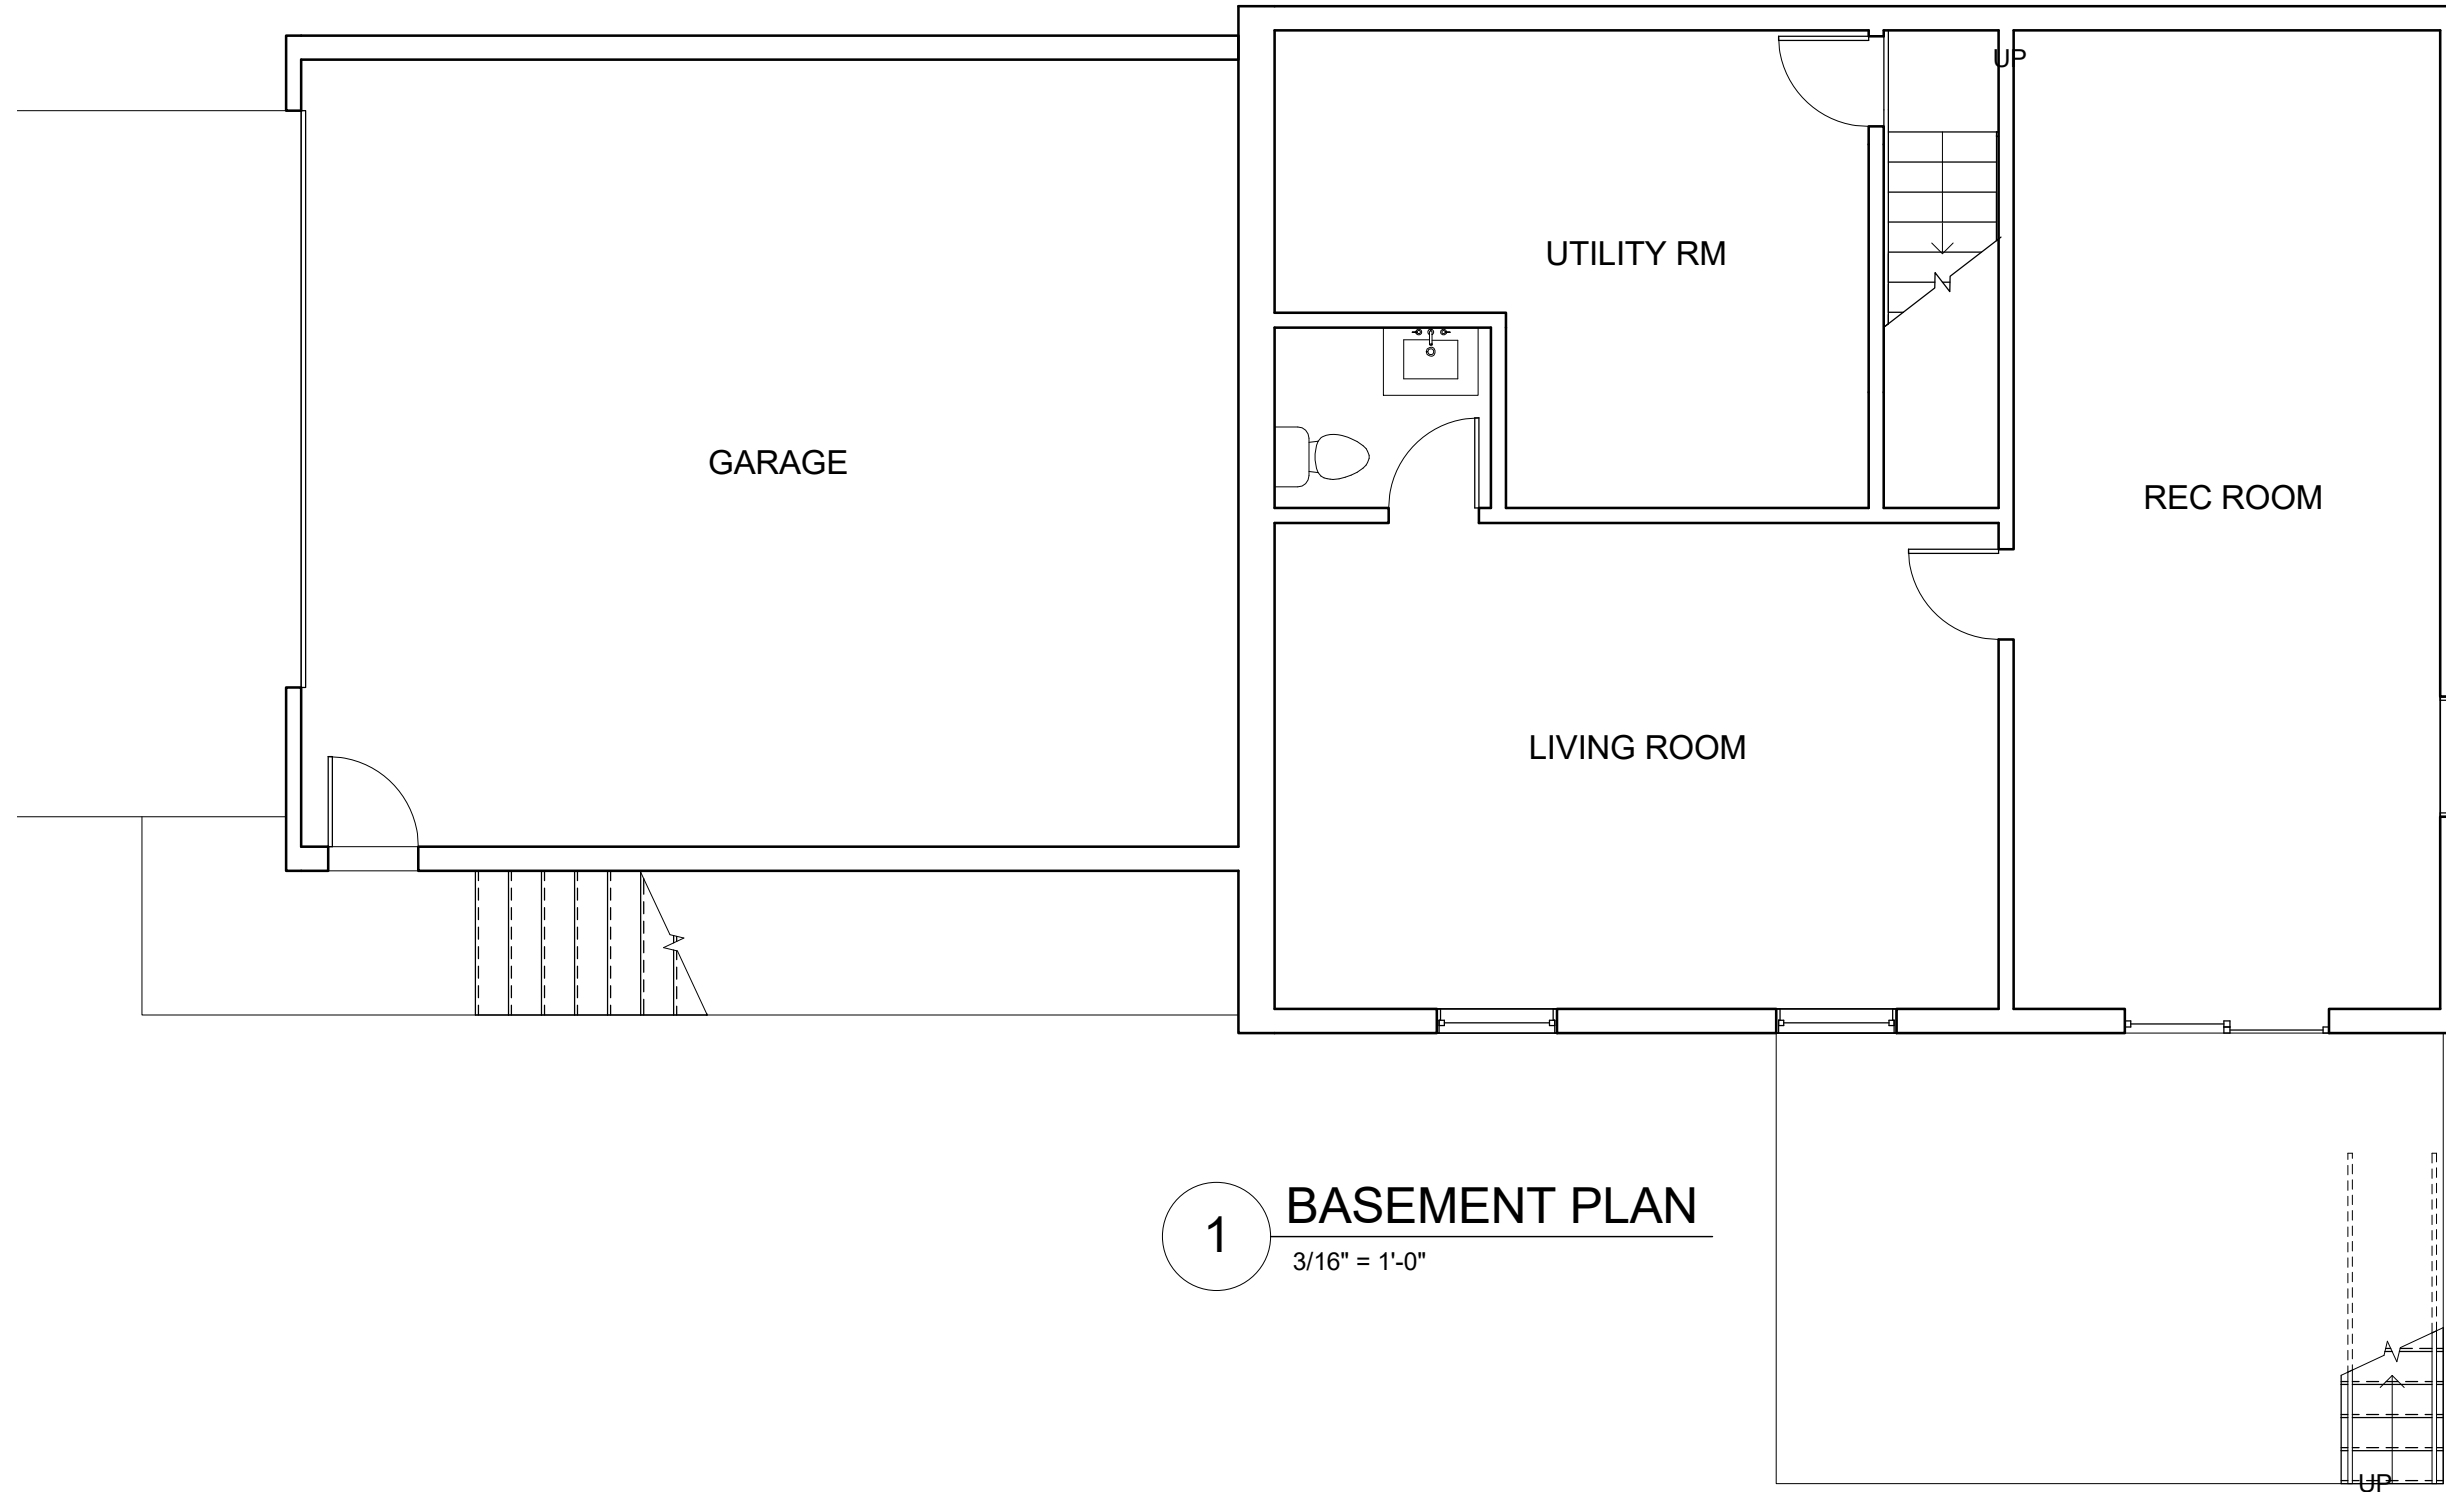 UP
UTILITY RM
GARAGE
REC ROOM
LIVING ROOM
1
BASEMENT PLAN
3/16" = 1'-0"
UP